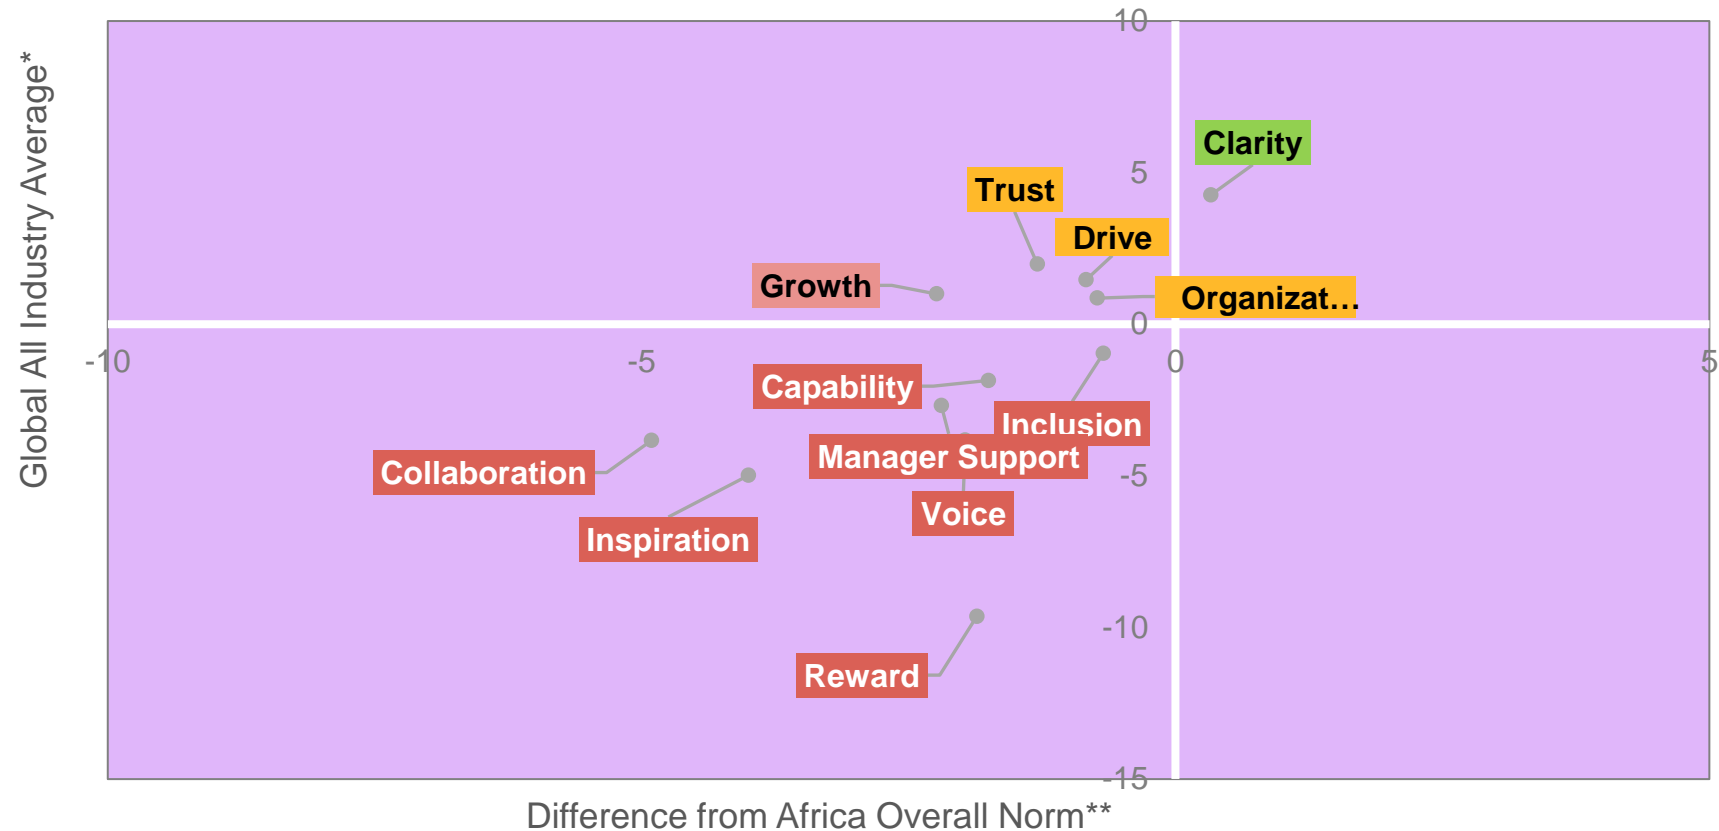 10
Global All Industry Average*
Clarity
5
Trust
Drive
Growth
Organizat…
0
-10
-5
0
5
Capability
Inclusion
Manager Support
Collaboration
-5
Voice
Inspiration
-10
Reward
-15
Difference from Africa Overall Norm**